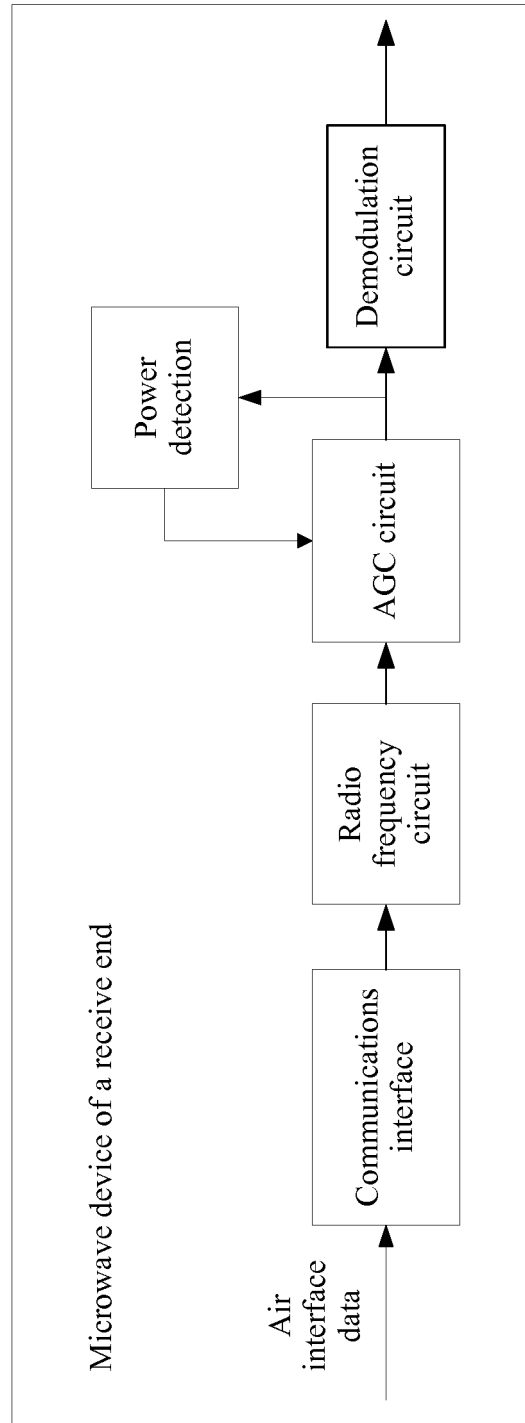 Microwave device of a receive end
Air
interface
data
Communications
interface
Radio
frequency
circuit
AGC circuit
Power
detection
Demodulation
circuit